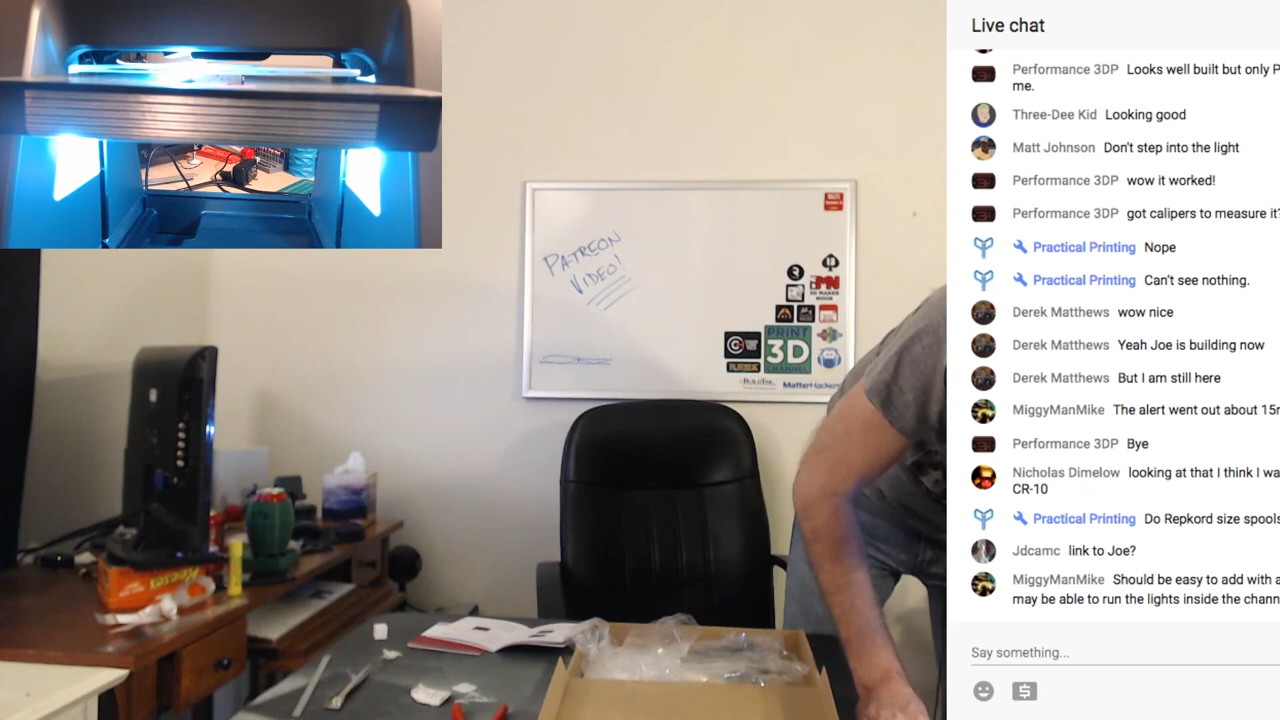 Live chat
Performance 3DP Looks well built but only P
me.
Three-Dee Kid Looking good
Matt Johnson Don't step into the light
Performance 3DP wow it worked!
Performance 3DP got calipers to measure it?
Practical Printing Nope
Practical Printing Can't see nothing.
Derek Matthews wow nice
Derek Matthews Yeah Joe is building now
Derek Matthews But I am still here
MiggyManMike The alert went out about 15
Performance 3DP Bye
Nicholas Dimelow looking at that I think I wa
CR-10
Practical Printing Do Repkord size spools
Jdcamc link to Joe?
MiggyManMike Should be easy to add with a
may be able to run the lights inside the chann
Say something...
PATREON
VIDEO!
PRINT
3D
CHANNEL
MatterHackers
Reese's